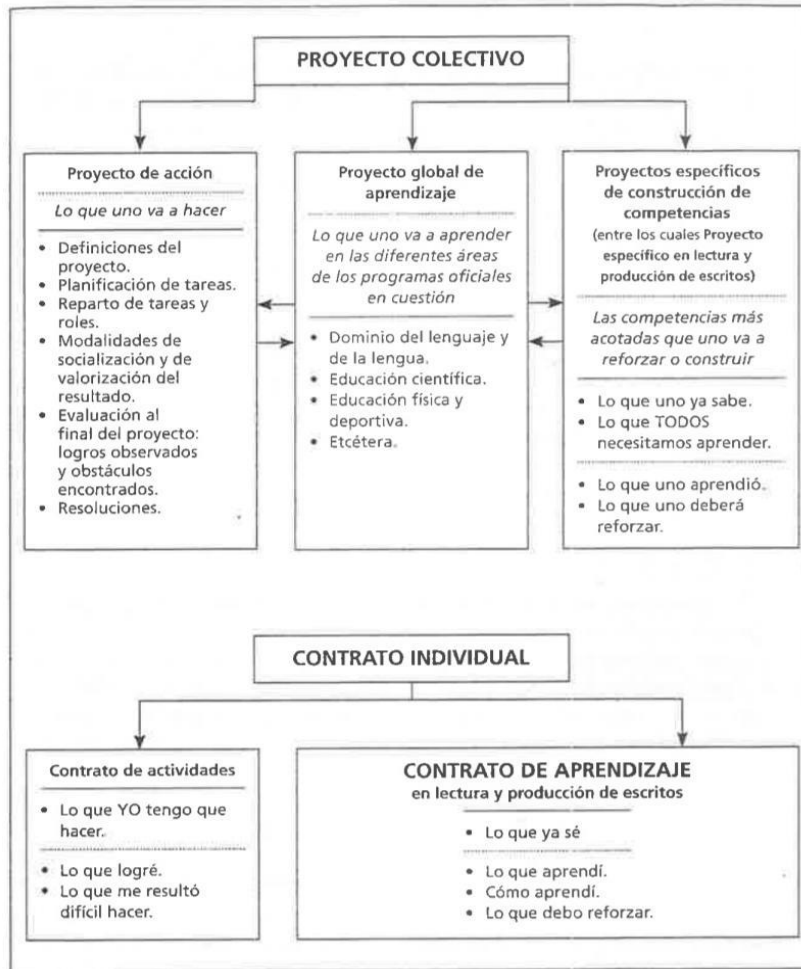 PROYECTO COLECTIVO
Proyecto de acción
Lo que uno va a hacer
• Definiciones del
proyecto.
• Planificación de tareas.
• Reparto de tareas y
roles.
• Modalidades de
socialización y de
valorización del
resultado.
• Evaluación al
final del proyecto:
logros observados
y obstáculos
encontrados.
• Resoluciones.
Proyecto global de
aprendizaje
Lo que uno va a aprender
en las diferentes áreas
de los programas oficiales
en cuestión
• Dominio del lenguaje y
de la lengua.
• Educación científica.
• Educación física y
deportiva.
• Etcétera.
Proyectos específicos
de construcción de
competencias
(entre los cuales Proyecto
específico en lectura y
producción de escritos)
Las competencias más
acotadas que uno va a
reforzar o construir
• Lo que uno ya sabe.
• Lo que TODOS
necesitamos aprender.
• Lo que uno aprendió.
• Lo que uno deberá
reforzar.
CONTRATO INDIVIDUAL
Contrato de actividades
• Lo que YO tengo que
hacer.
• Lo que logré.
• Lo que me resultó
difícil hacer.
CONTRATO DE APRENDIZAJE
en lectura y producción de escritos
• Lo que ya sé
• Lo que aprendí.
• Cómo aprendí.
• Lo que debo reforzar.